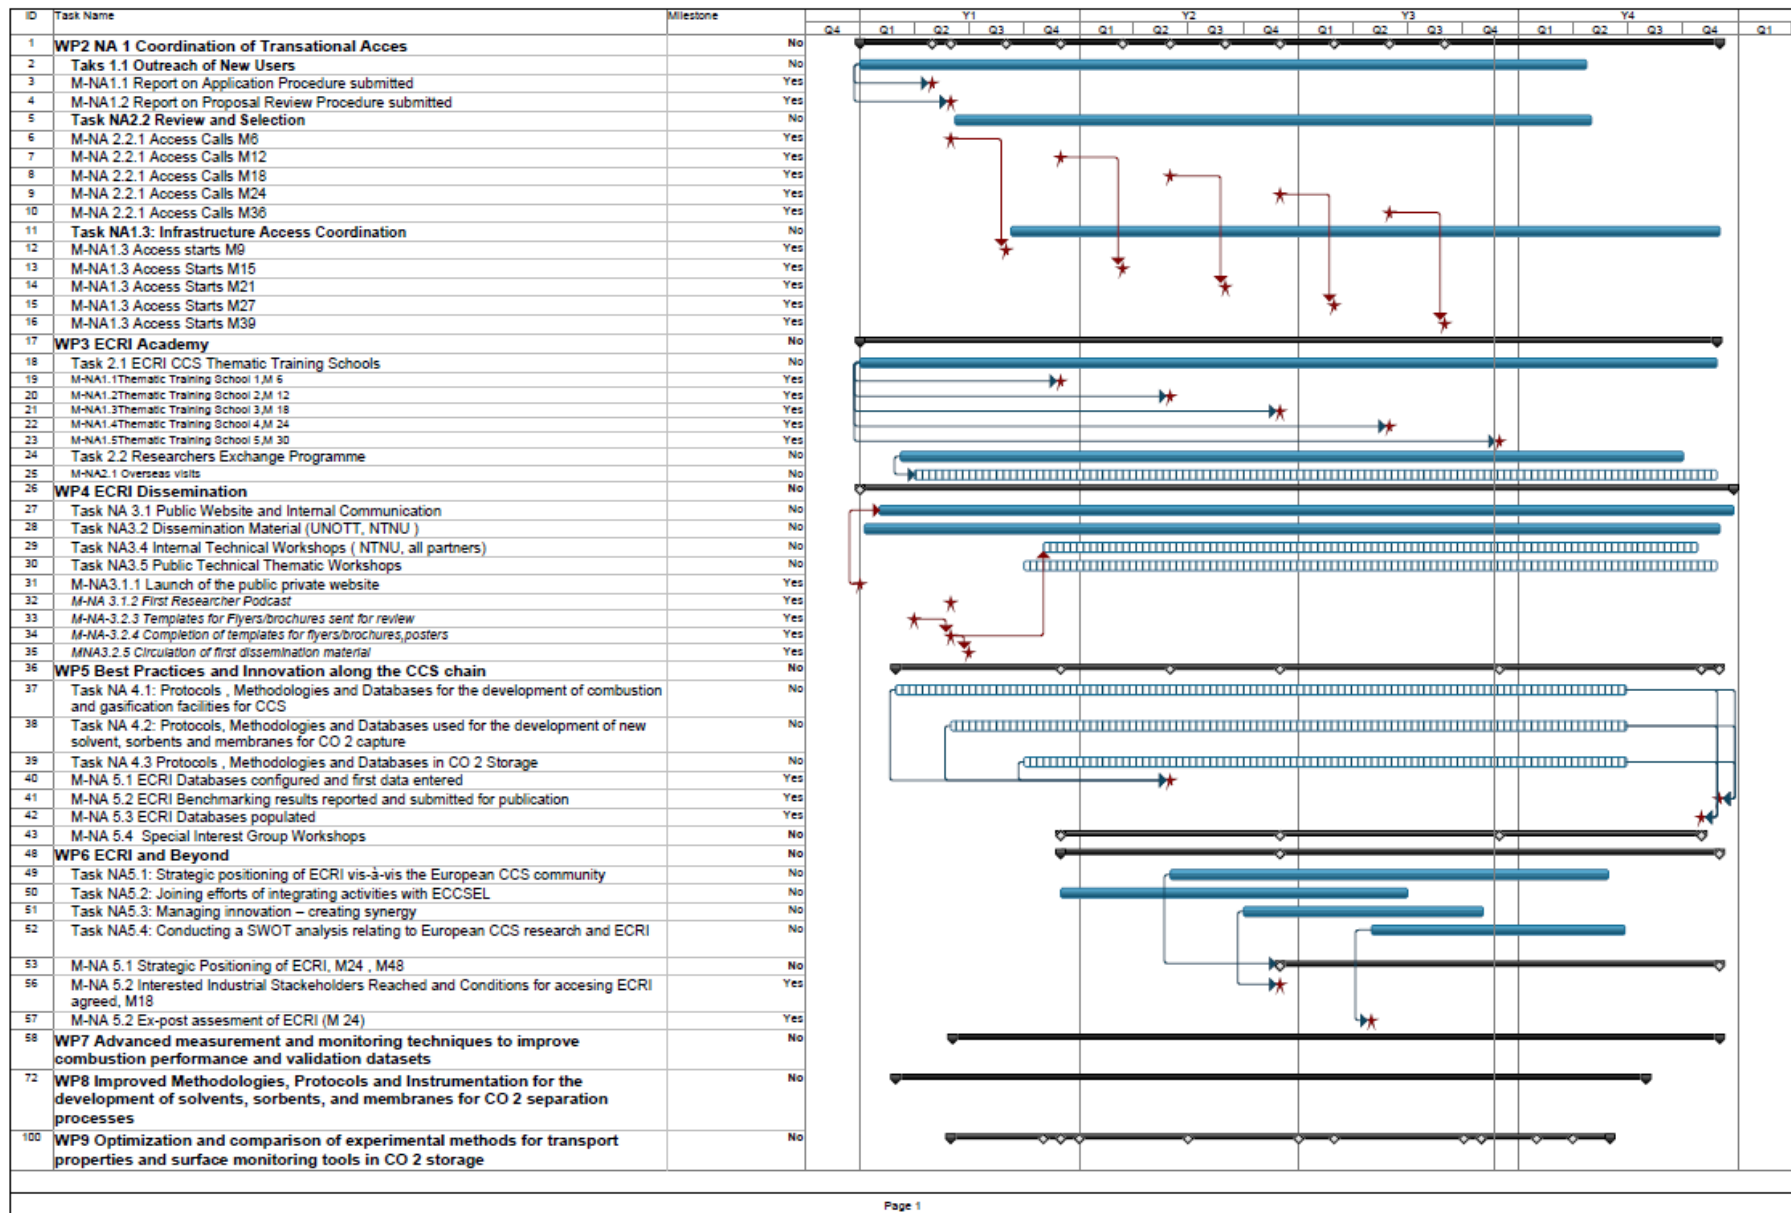 ID Task Name Milestone Y1 Y2 Y3 Y4
Q4 Q1 Q2 Q3 Q4 Q1 Q2 Q3 Q4 Q1 Q2 Q3 Q4 Q1 Q2 Q3 Q4 Q1
1 WP2 NA 1 Coordination of Transational Acces No
2 Taks 1.1 Outreach of New Users No
3 M-NA1.1 Report on Application Procedure submitted Yes
4 M-NA1.2 Report on Proposal Review Procedure submitted Yes
5 Task NA2.2 Review and Selection No
6 M-NA 2.2.1 Access Calls M6 Yes
7 M-NA 2.2.1 Access Calls M12 Yes
8 M-NA 2.2.1 Access Calls M18 Yes
9 M-NA 2.2.1 Access Calls M24 Yes
10 M-NA 2.2.1 Access Calls M36 Yes
11 Task NA1.3: Infrastructure Access Coordination No
12 M-NA1.3 Access starts M9 Yes
13 M-NA1.3 Access Starts M15 Yes
14 M-NA1.3 Access Starts M21 Yes
15 M-NA1.3 Access Starts M27 Yes
16 M-NA1.3 Access Starts M39 Yes
17 WP3 ECRI Academy No
18 Task 2.1 ECRI CCS Thematic Training Schools No
19 M-NA1.1Thematic Training School 1,M 6 Yes
20 M-NA1.2Thematic Training School 2,M 12 Yes
21 M-NA1.3Thematic Training School 3,M 18 Yes
22 M-NA1.4Thematic Training School 4,M 24 Yes
23 M-NA1.5Thematic Training School 5,M 30 Yes
24 Task 2.2 Researchers Exchange Programme No
25 M-NA2.1 Overseas visits No
26 WP4 ECRI Dissemination No
27 Task NA 3.1 Public Website and Internal Communication No
28 Task NA3.2 Dissemination Material (UNOTT, NTNU ) No
29 Task NA3.4 Internal Technical Workshops ( NTNU, all partners) No
30 Task NA3.5 Public Technical Thematic Workshops No
31 M-NA3.1.1 Launch of the public private website Yes
32 M-NA 3.1.2 First Researcher Podcast Yes
33 M-NA-3.2.3 Templates for Flyers/brochures sent for review Yes
34 M-NA-3.2.4 Completion of templates for flyers/brochures,posters Yes
35 MNA3.2.5 Circulation of first dissemination material Yes
36 WP5 Best Practices and Innovation along the CCS chain No
37 Task NA 4.1: Protocols , Methodologies and Databases for the development of combustion No
and gasification facilities for CCS
38 Task NA 4.2: Protocols, Methodologies and Databases used for the development of new No
solvent, sorbents and membranes for CO 2 capture
39 Task NA 4.3 Protocols , Methodologies and Databases in CO 2 Storage No
40 M-NA 5.1 ECRI Databases configured and first data entered Yes
41 M-NA 5.2 ECRI Benchmarking results reported and submitted for publication Yes
42 M-NA 5.3 ECRI Databases populated Yes
43 M-NA 5.4 Special Interest Group Workshops No
48 WP6 ECRI and Beyond No
49 Task NA5.1: Strategic positioning of ECRI vis-à-vis the European CCS community No
50 Task NA5.2: Joining efforts of integrating activities with ECCSEL No
51 Task NA5.3: Managing innovation – creating synergy No
52 Task NA5.4: Conducting a SWOT analysis relating to European CCS research and ECRI No
53 M-NA 5.1 Strategic Positioning of ECRI, M24 , M48 No
56 M-NA 5.2 Interested Industrial Stackeholders Reached and Conditions for accesing ECRI Yes
agreed, M18
57 M-NA 5.2 Ex-post assesment of ECRI (M 24) Yes
58 WP7 Advanced measurement and monitoring techniques to improve No
combustion performance and validation datasets
72 WP8 Improved Methodologies, Protocols and Instrumentation for the No
development of solvents, sorbents, and membranes for CO 2 separation
processes
100 WP9 Optimization and comparison of experimental methods for transport No
properties and surface monitoring tools in CO 2 storage
Page 1